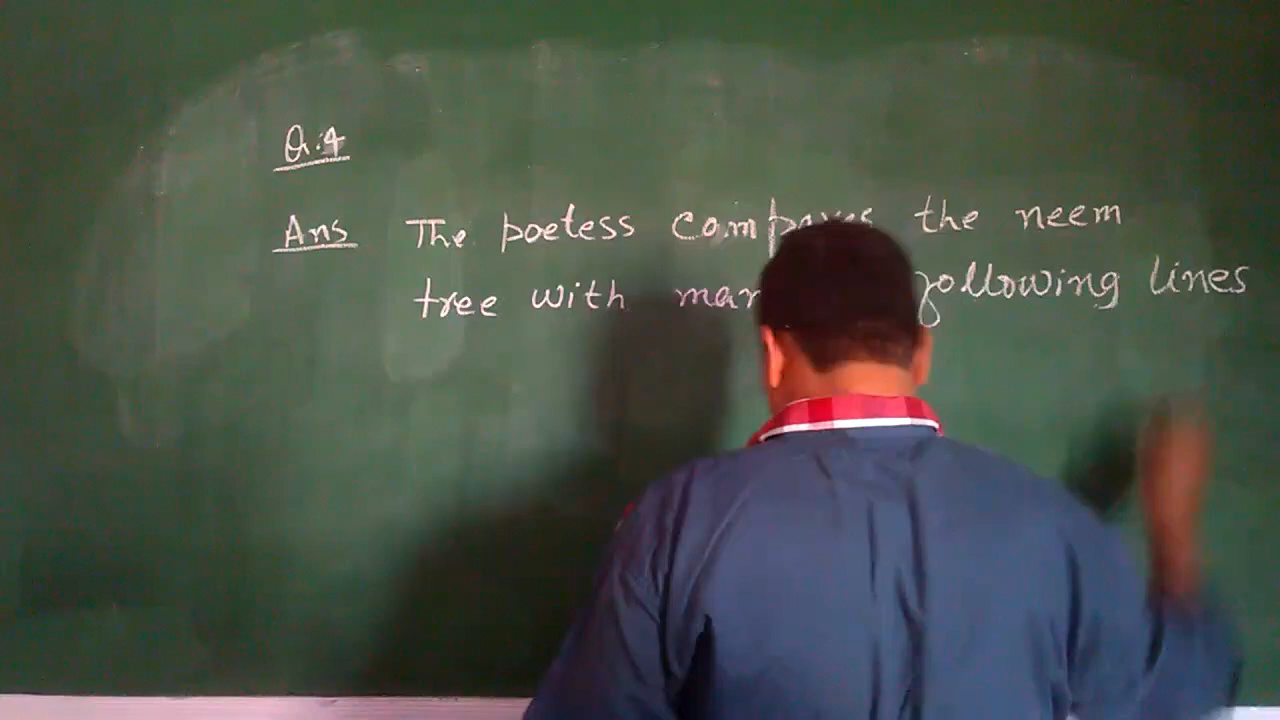 Q.4
Ans The poetess compares the neem
tree with following lines